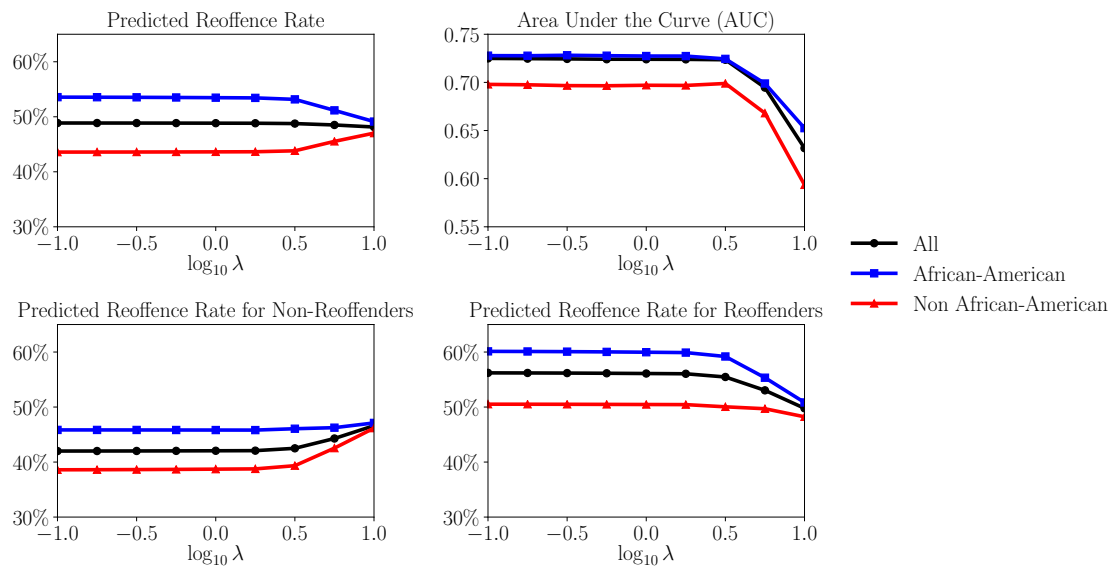 Predicted Reoffence Rate
60%
50%
40%
30%
−1.0 −0.5 0.0 0.5 1.0
log₁₀ λ
Area Under the Curve (AUC)
0.75
0.70
0.65
0.60
0.55
−1.0 −0.5 0.0 0.5 1.0
log₁₀ λ
Predicted Reoffence Rate for Non-Reoffenders
60%
50%
40%
30%
−1.0 −0.5 0.0 0.5 1.0
log₁₀ λ
Predicted Reoffence Rate for Reoffenders
60%
50%
40%
30%
−1.0 −0.5 0.0 0.5 1.0
log₁₀ λ
All
African-American
Non African-American